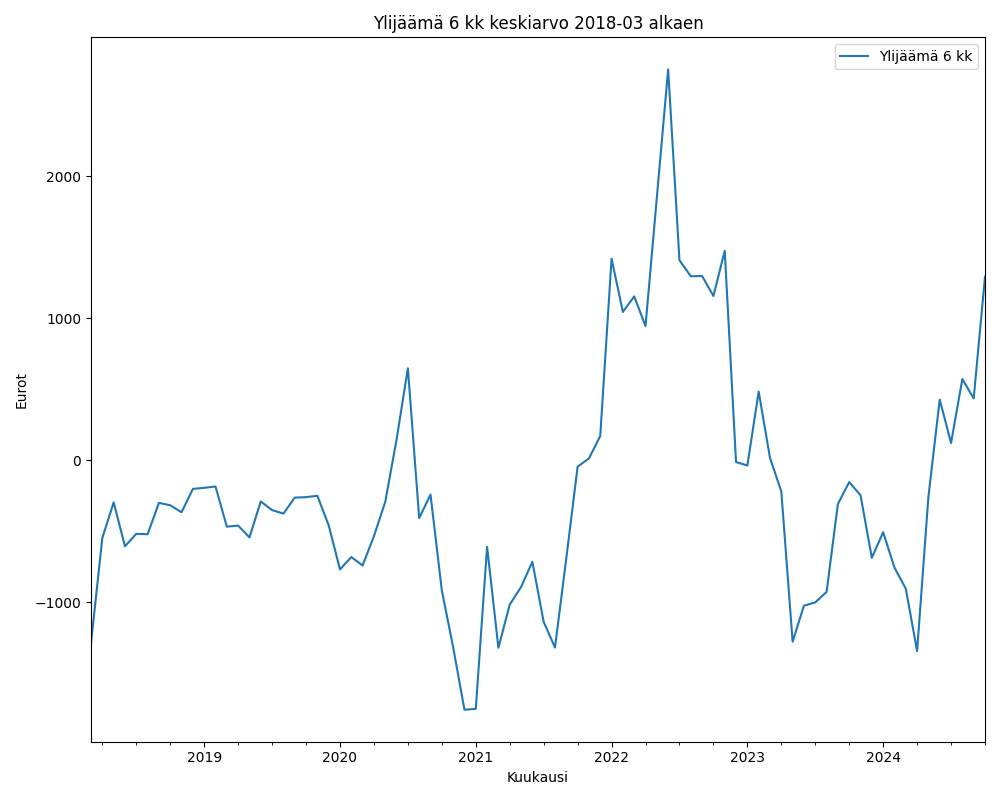 Ylijäämä 6 kk keskiarvo 2018-03 alkaen
Ylijäämä 6 kk
2000
1000
0
−1000
Eurot
2019 2020 2021 2022 2023 2024
Kuukausi